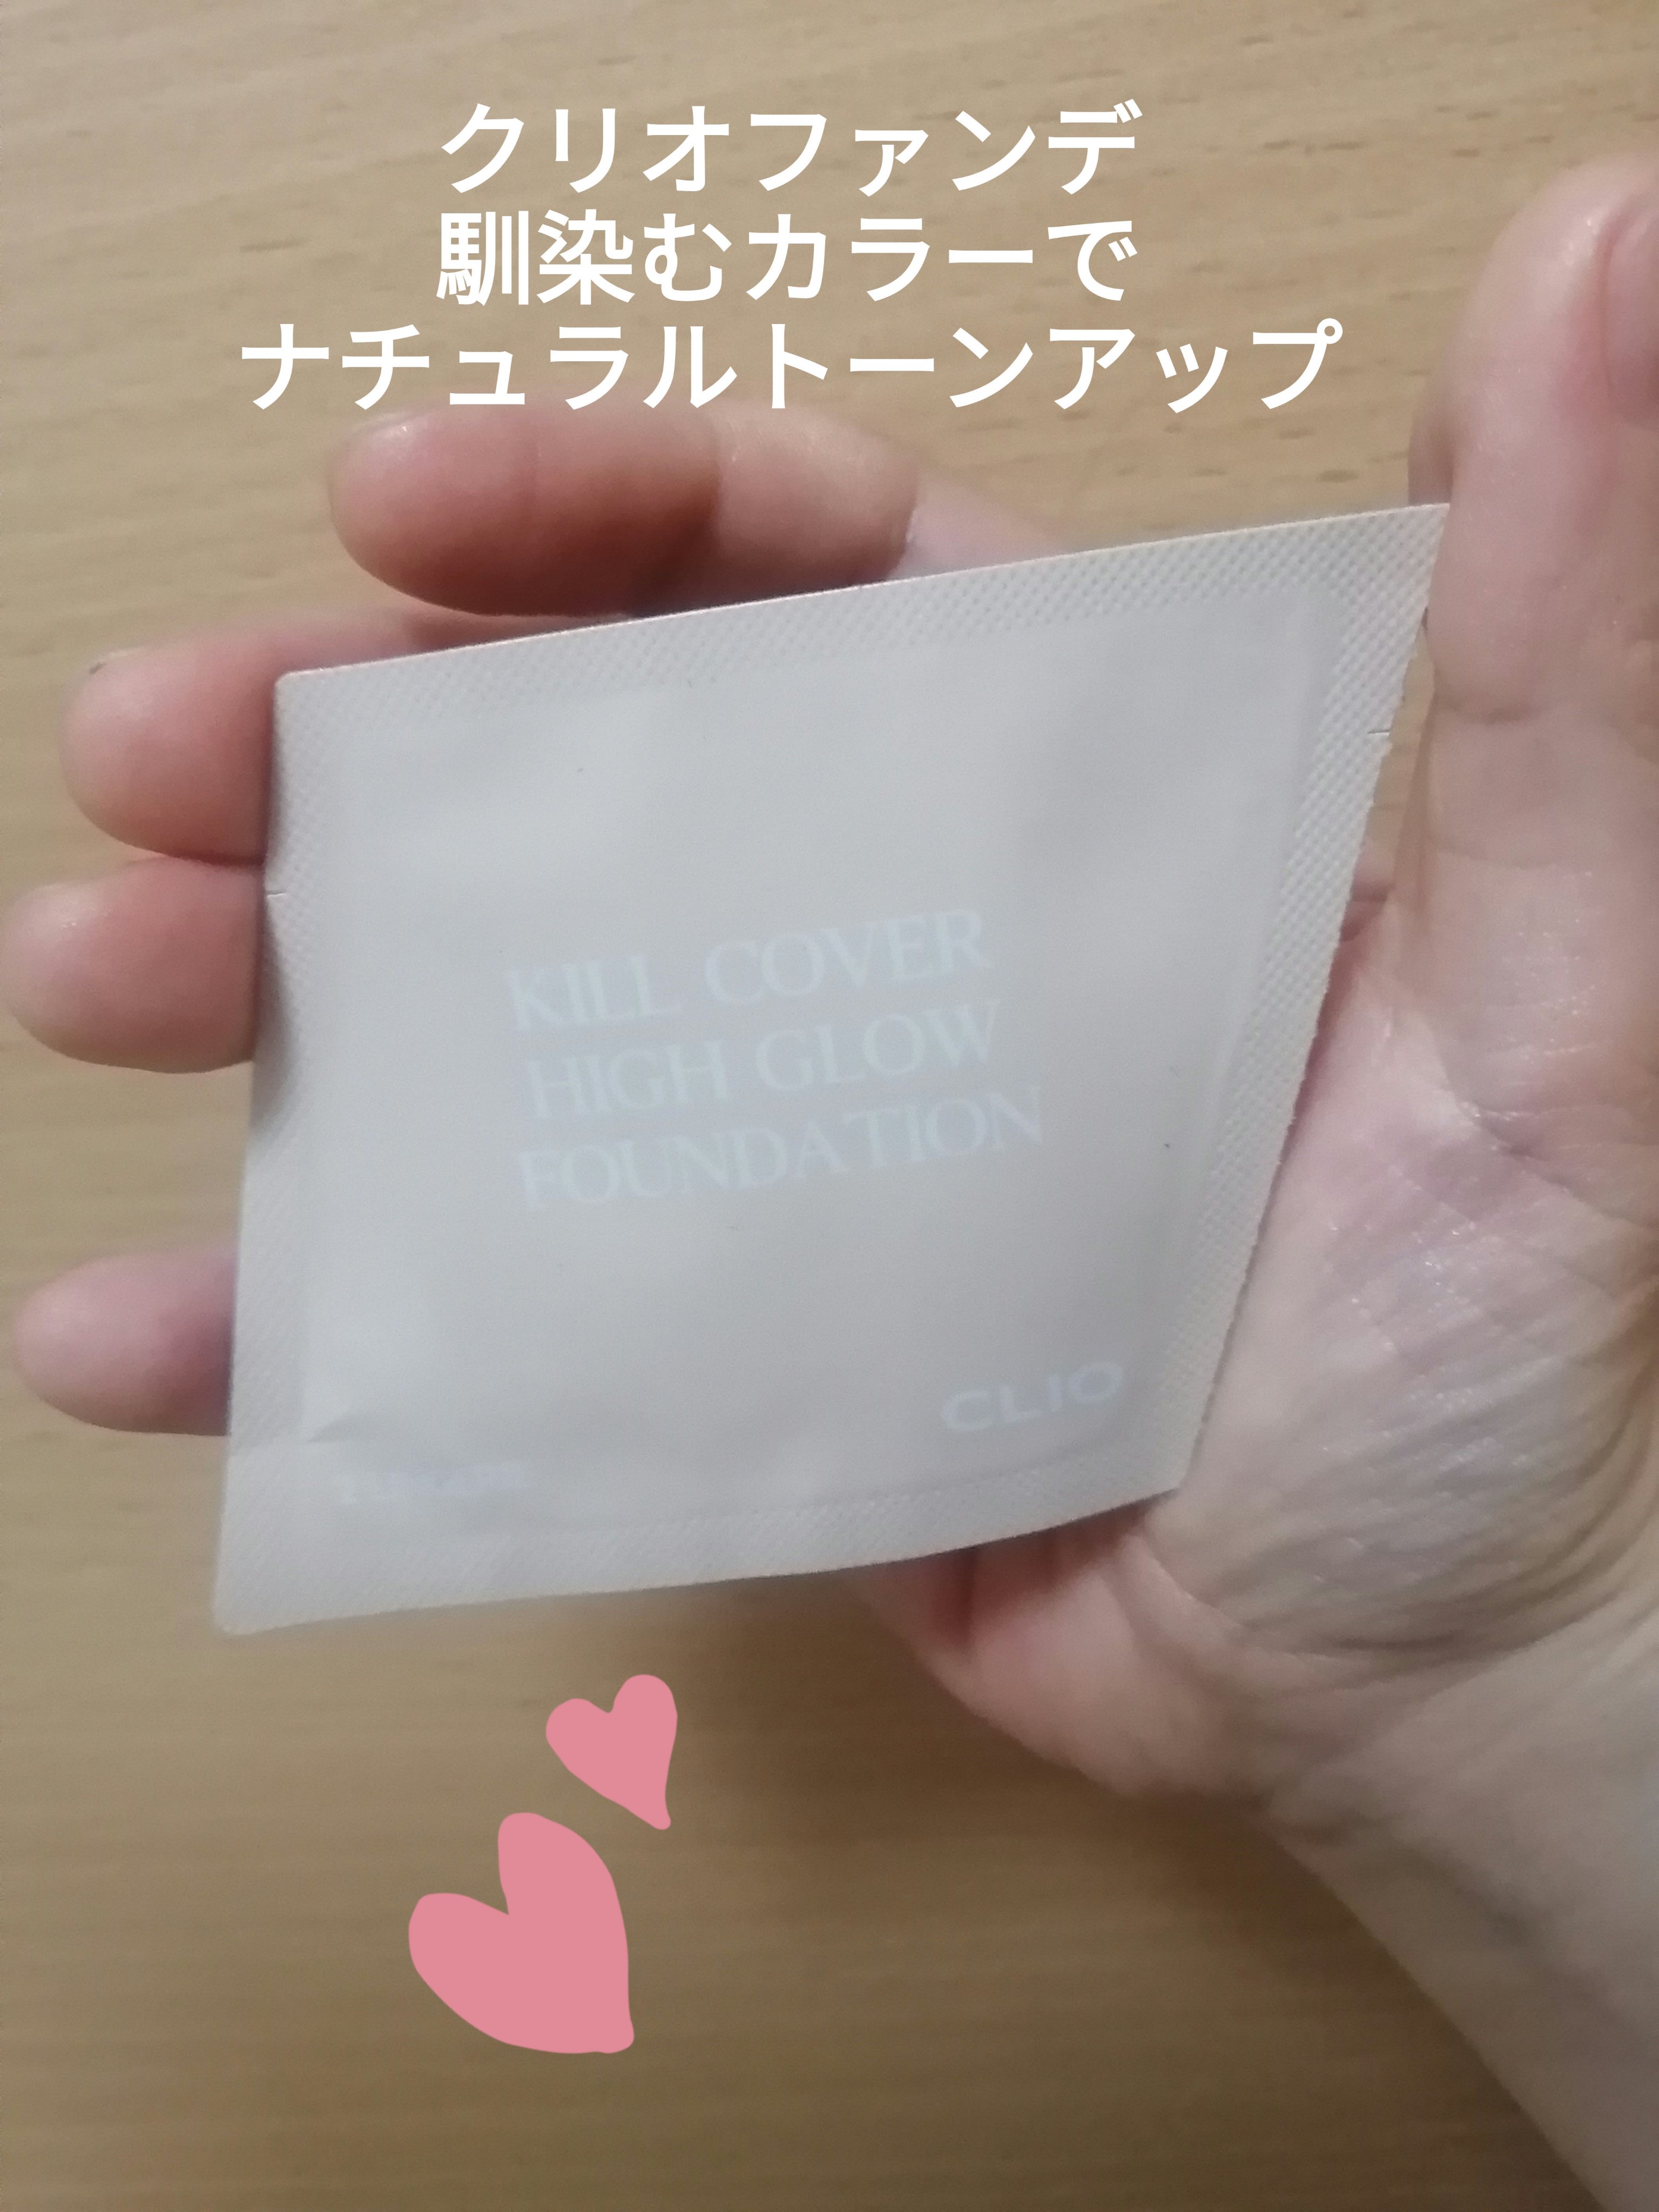 クリオファンデ
馴染むカラーで
ナチュラルトーンアップ
KILL COVER
HIGH GLOW
FOUNDATION
CLIO